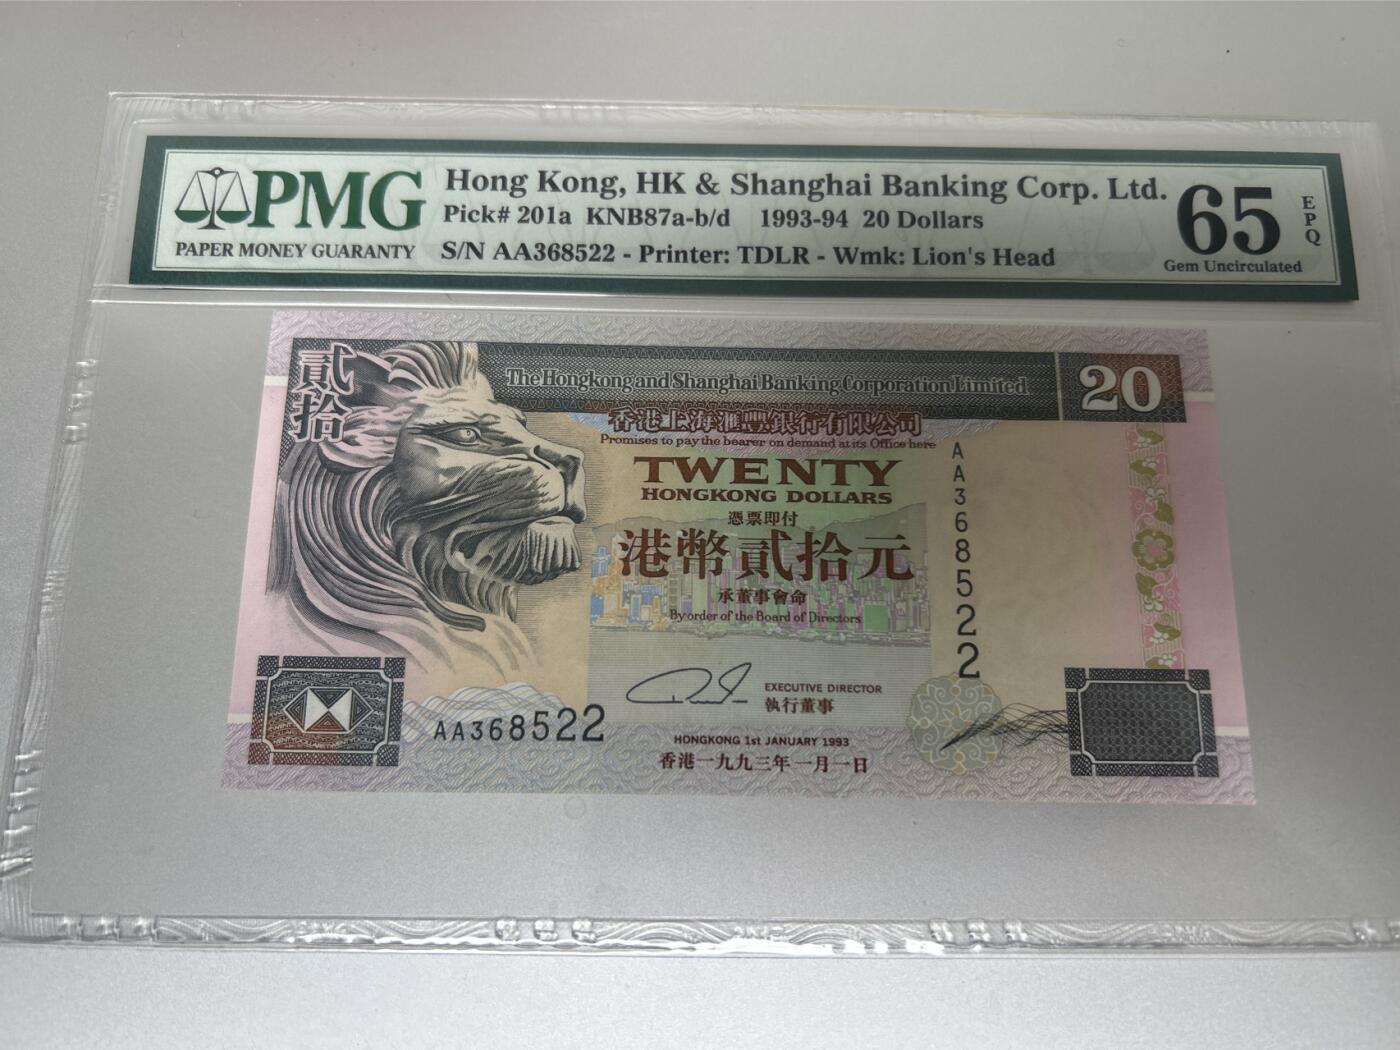 PMG
PAPER MONEY GUARANTY
Hong Kong, HK & Shanghai Banking Corp. Ltd.
Pick# 201a KNB87a-b/d 1993-94 20 Dollars
S/N AA368522 - Printer: TDLR - Wmk: Lion's Head
65
EPQ
Gem Uncirculated
貳拾
The Hongkong and Shanghai Banking Corporation Limited
20
香港上海滙豐銀行有限公司
Promises to pay the bearer on demand at its Office here
TWENTY
HONGKONG DOLLARS
憑票即付
港幣貳拾元
承董事會命
By order of the Board of Directors
AA368522
EXECUTIVE DIRECTOR
執行董事
AA368522
HONGKONG 1st JANUARY 1993
香港一九九三年一月一日